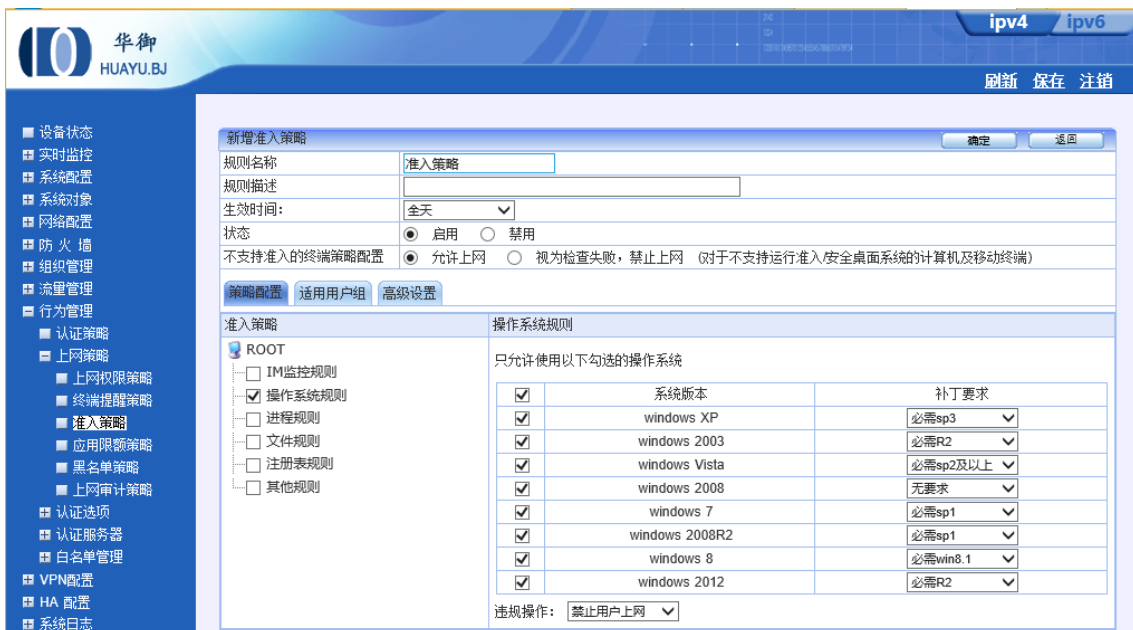 ipv4 ipv6
华御
HUAYU.BJ
刷新 保存 注销
设备状态
实时监控
系统配置
系统对象
网络配置
防 火 墙
组织管理
流量管理
行为管理
认证策略
上网策略
上网权限策略
终端提醒策略
准入策略
应用限额策略
黑名单策略
上网审计策略
认证选项
认证服务器
白名单管理
VPN配置
HA 配置
系统日志
新增准入策略 确定 返回
规则名称 准入策略
规则描述
生效时间： 全天
状态 启用 禁用
不支持准入的终端策略配置 允许上网 视为检查失败，禁止上网 (对于不支持运行准入/安全桌面系统的计算机及移动终端)
策略配置 适用用户组 高级设置
准入策略 操作系统规则
ROOT
IM监控规则
操作系统规则
进程规则
文件规则
注册表规则
其他规则
只允许使用以下勾选的操作系统
系统版本 补丁要求
windows XP 必需sp3
windows 2003 必需R2
windows Vista 必需sp2及以上
windows 2008 无要求
windows 7 必需sp1
windows 2008R2 必需sp1
windows 8 必需win8.1
windows 2012 必需R2
违规操作： 禁止用户上网